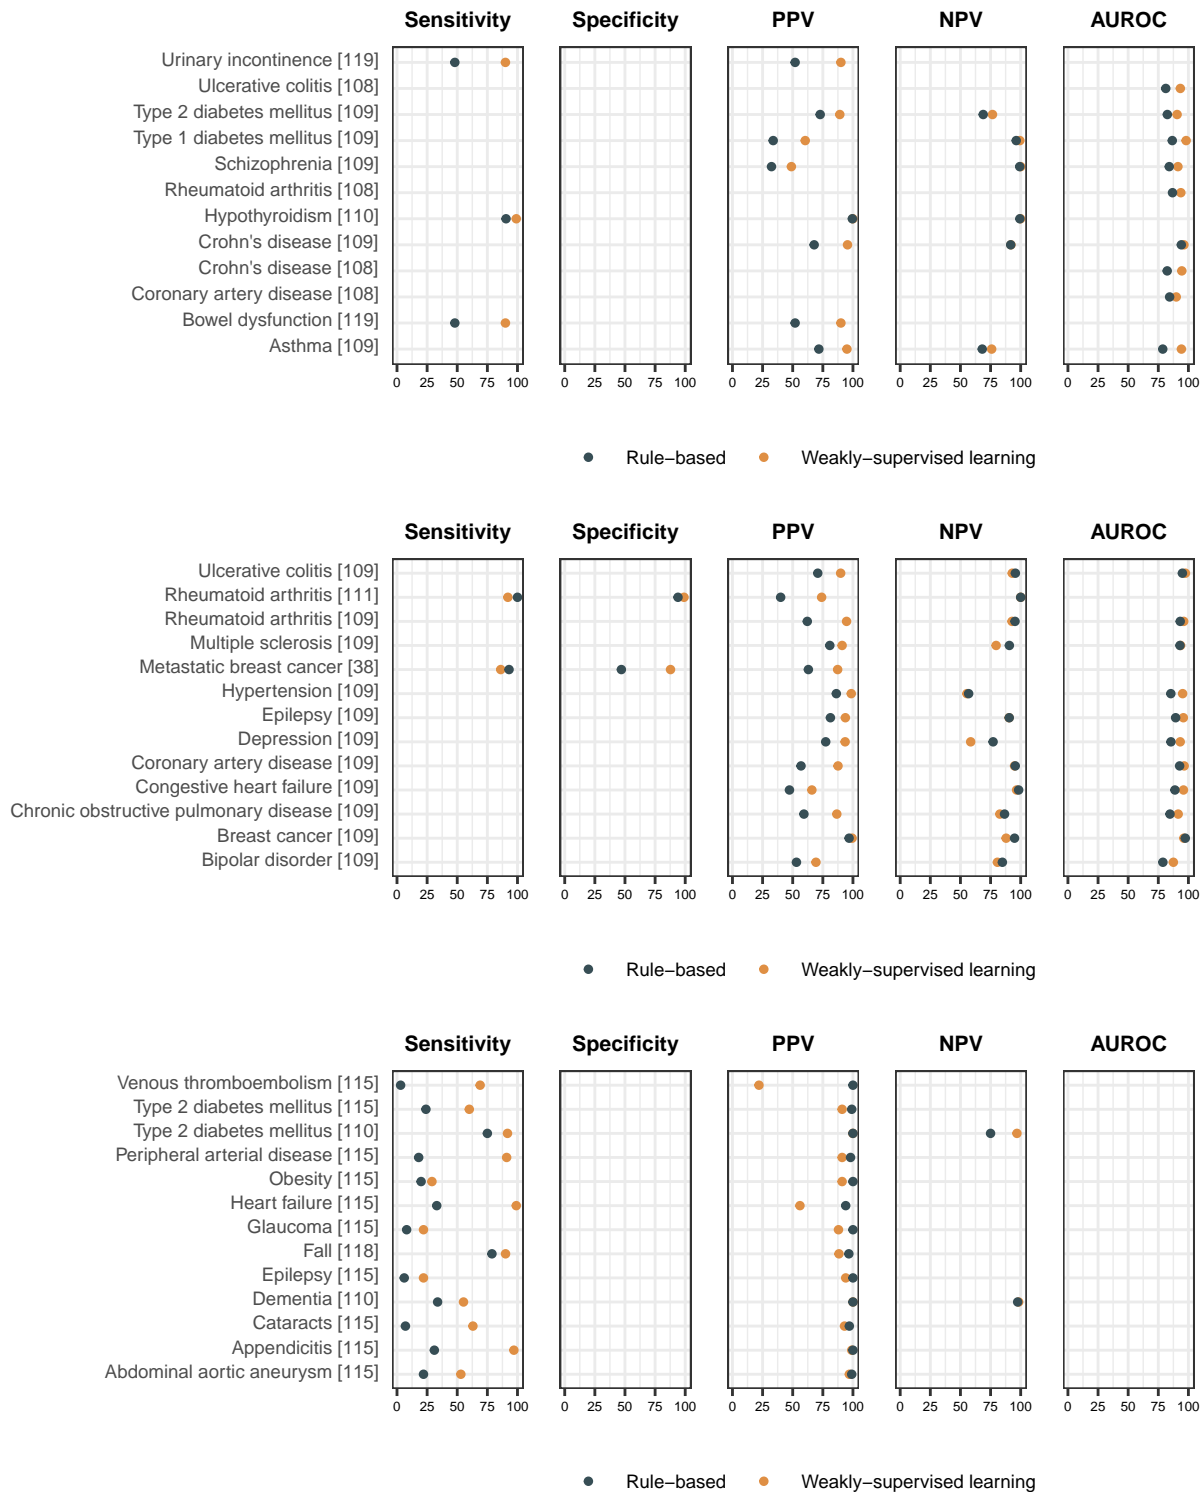 Sensitivity Specificity PPV NPV AUROC
Urinary incontinence [119]
Ulcerative colitis [108]
Type 2 diabetes mellitus [109]
Type 1 diabetes mellitus [109]
Schizophrenia [109]
Rheumatoid arthritis [108]
Hypothyroidism [110]
Crohn's disease [109]
Crohn's disease [108]
Coronary artery disease [108]
Bowel dysfunction [119]
Asthma [109]
0 25 50 75 100 0 25 50 75 100 0 25 50 75 100 0 25 50 75 100 0 25 50 75 100
Rule−based Weakly−supervised learning
Sensitivity Specificity PPV NPV AUROC
Ulcerative colitis [109]
Rheumatoid arthritis [111]
Rheumatoid arthritis [109]
Multiple sclerosis [109]
Metastatic breast cancer [38]
Hypertension [109]
Epilepsy [109]
Depression [109]
Coronary artery disease [109]
Congestive heart failure [109]
Chronic obstructive pulmonary disease [109]
Breast cancer [109]
Bipolar disorder [109]
0 25 50 75 100 0 25 50 75 100 0 25 50 75 100 0 25 50 75 100 0 25 50 75 100
Rule−based Weakly−supervised learning
Sensitivity Specificity PPV NPV AUROC
Venous thromboembolism [115]
Type 2 diabetes mellitus [115]
Type 2 diabetes mellitus [110]
Peripheral arterial disease [115]
Obesity [115]
Heart failure [115]
Glaucoma [115]
Fall [118]
Epilepsy [115]
Dementia [110]
Cataracts [115]
Appendicitis [115]
Abdominal aortic aneurysm [115]
0 25 50 75 100 0 25 50 75 100 0 25 50 75 100 0 25 50 75 100 0 25 50 75 100
Rule−based Weakly−supervised learning